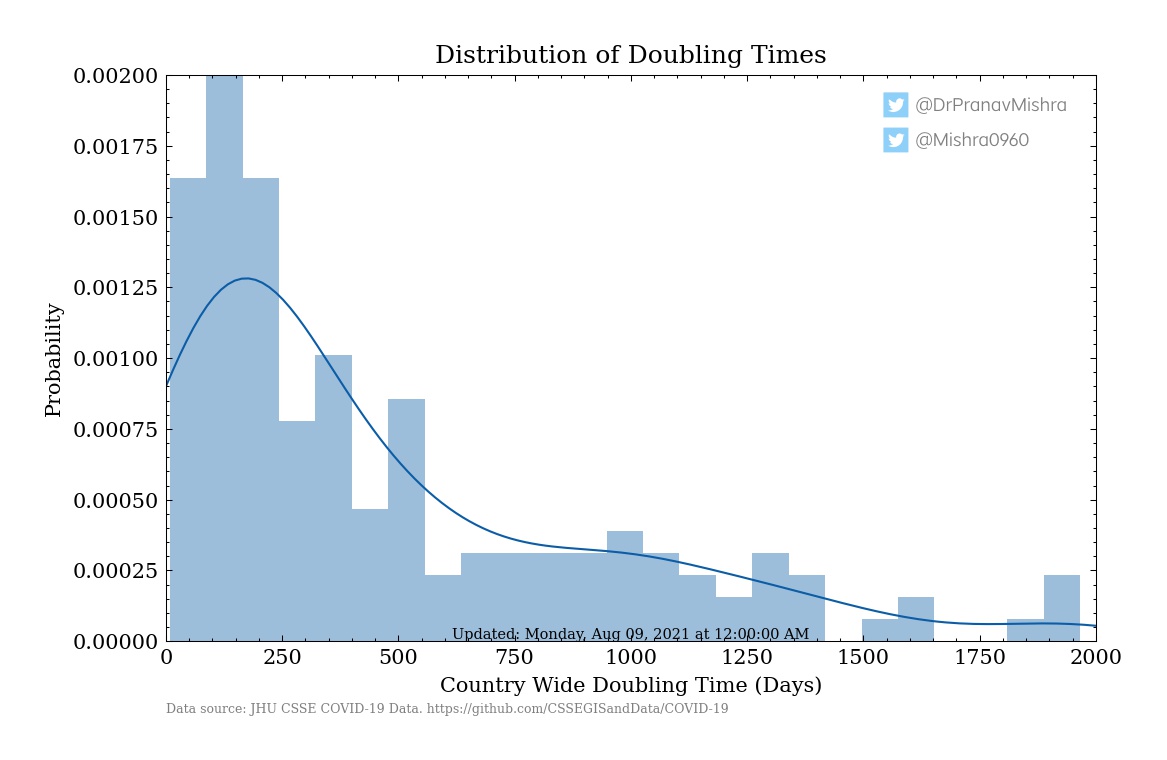 Distribution of Doubling Times
@DrPranavMishra
@Mishra0960
0.00200
0.00175
0.00150
0.00125
0.00100
0.00075
0.00050
0.00025
0.00000
Probability
Updated: Monday, Aug 09, 2021 at 12:00:00 AM
0 250 500 750 1000 1250 1500 1750 2000
Country Wide Doubling Time (Days)
Data source: JHU CSSE COVID-19 Data. https://github.com/CSSEGISandData/COVID-19